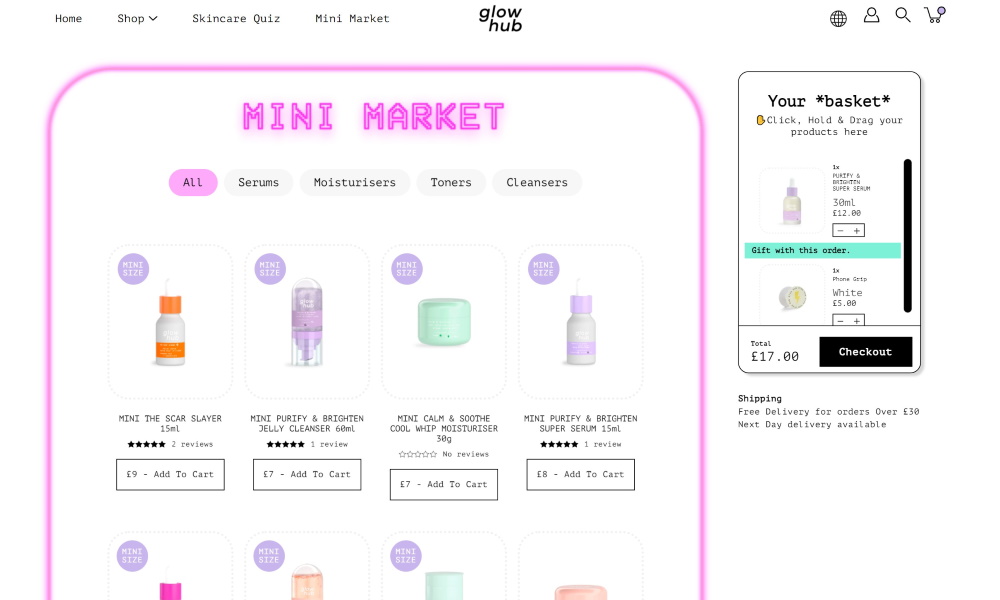 Home
Shop
Skincare Quiz
Mini Market
glow
hub
MINI MARKET
All
Serums
Moisturisers
Toners
Cleansers
MINI
SIZE
MINI
SIZE
MINI
SIZE
MINI
SIZE
glow
hub
MINI THE SCAR SLAYER
15ml
2 reviews
£9 - Add To Cart
MINI PURIFY & BRIGHTEN
JELLY CLEANSER 60ml
1 review
£7 - Add To Cart
MINI CALM & SOOTHE
COOL WHIP MOISTURISER
30g
No reviews
£7 - Add To Cart
MINI PURIFY & BRIGHTEN
SUPER SERUM 15ml
1 review
£8 - Add To Cart
MINI
SIZE
MINI
SIZE
MINI
SIZE
Your *basket*
✋Click, Hold & Drag your
products here
1x
PURIFY &
BRIGHTEN
SUPER SERUM
30ml
£12.00
− +
Gift with this order.
1x
Phone Grip
White
£5.00
− +
Total
£17.00
Checkout
Shipping
Free Delivery for orders Over £30
Next Day delivery available